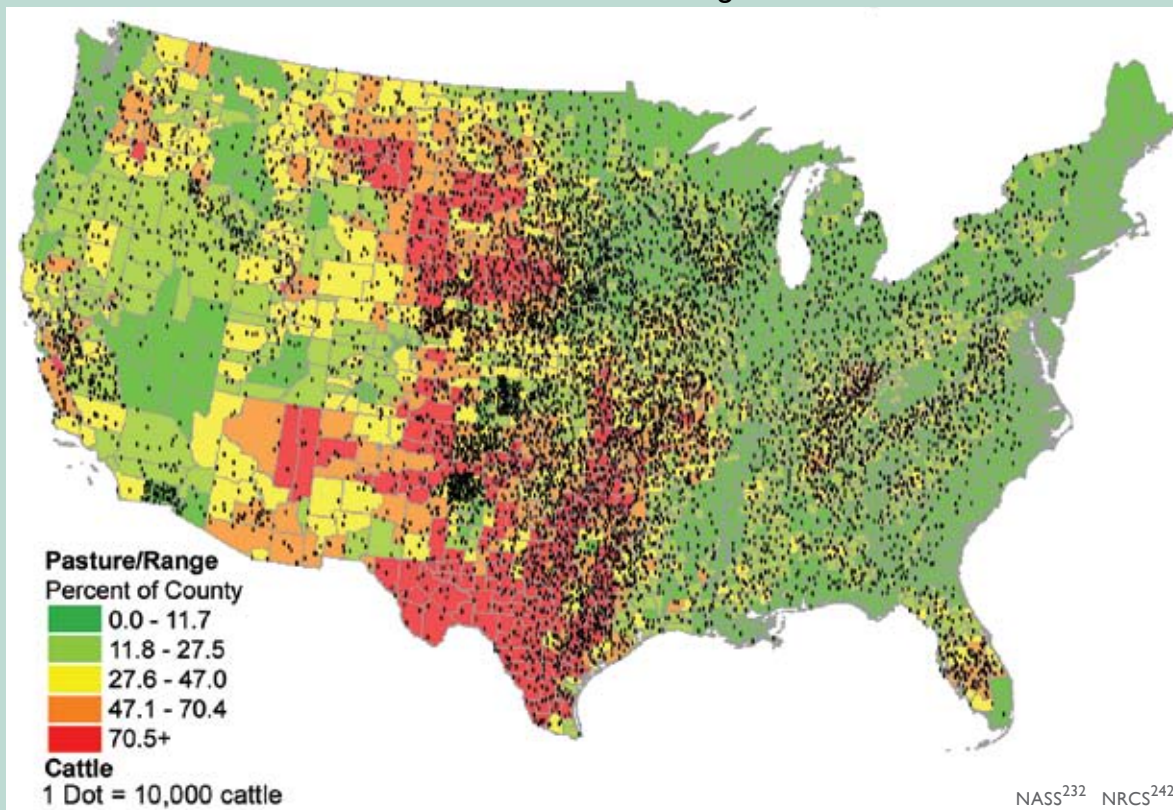 Pasture/Range
Percent of County
0.0 - 11.7
11.8 - 27.5
27.6 - 47.0
47.1 - 70.4
70.5+
Cattle
1 Dot = 10,000 cattle
NASS232 NRCS242